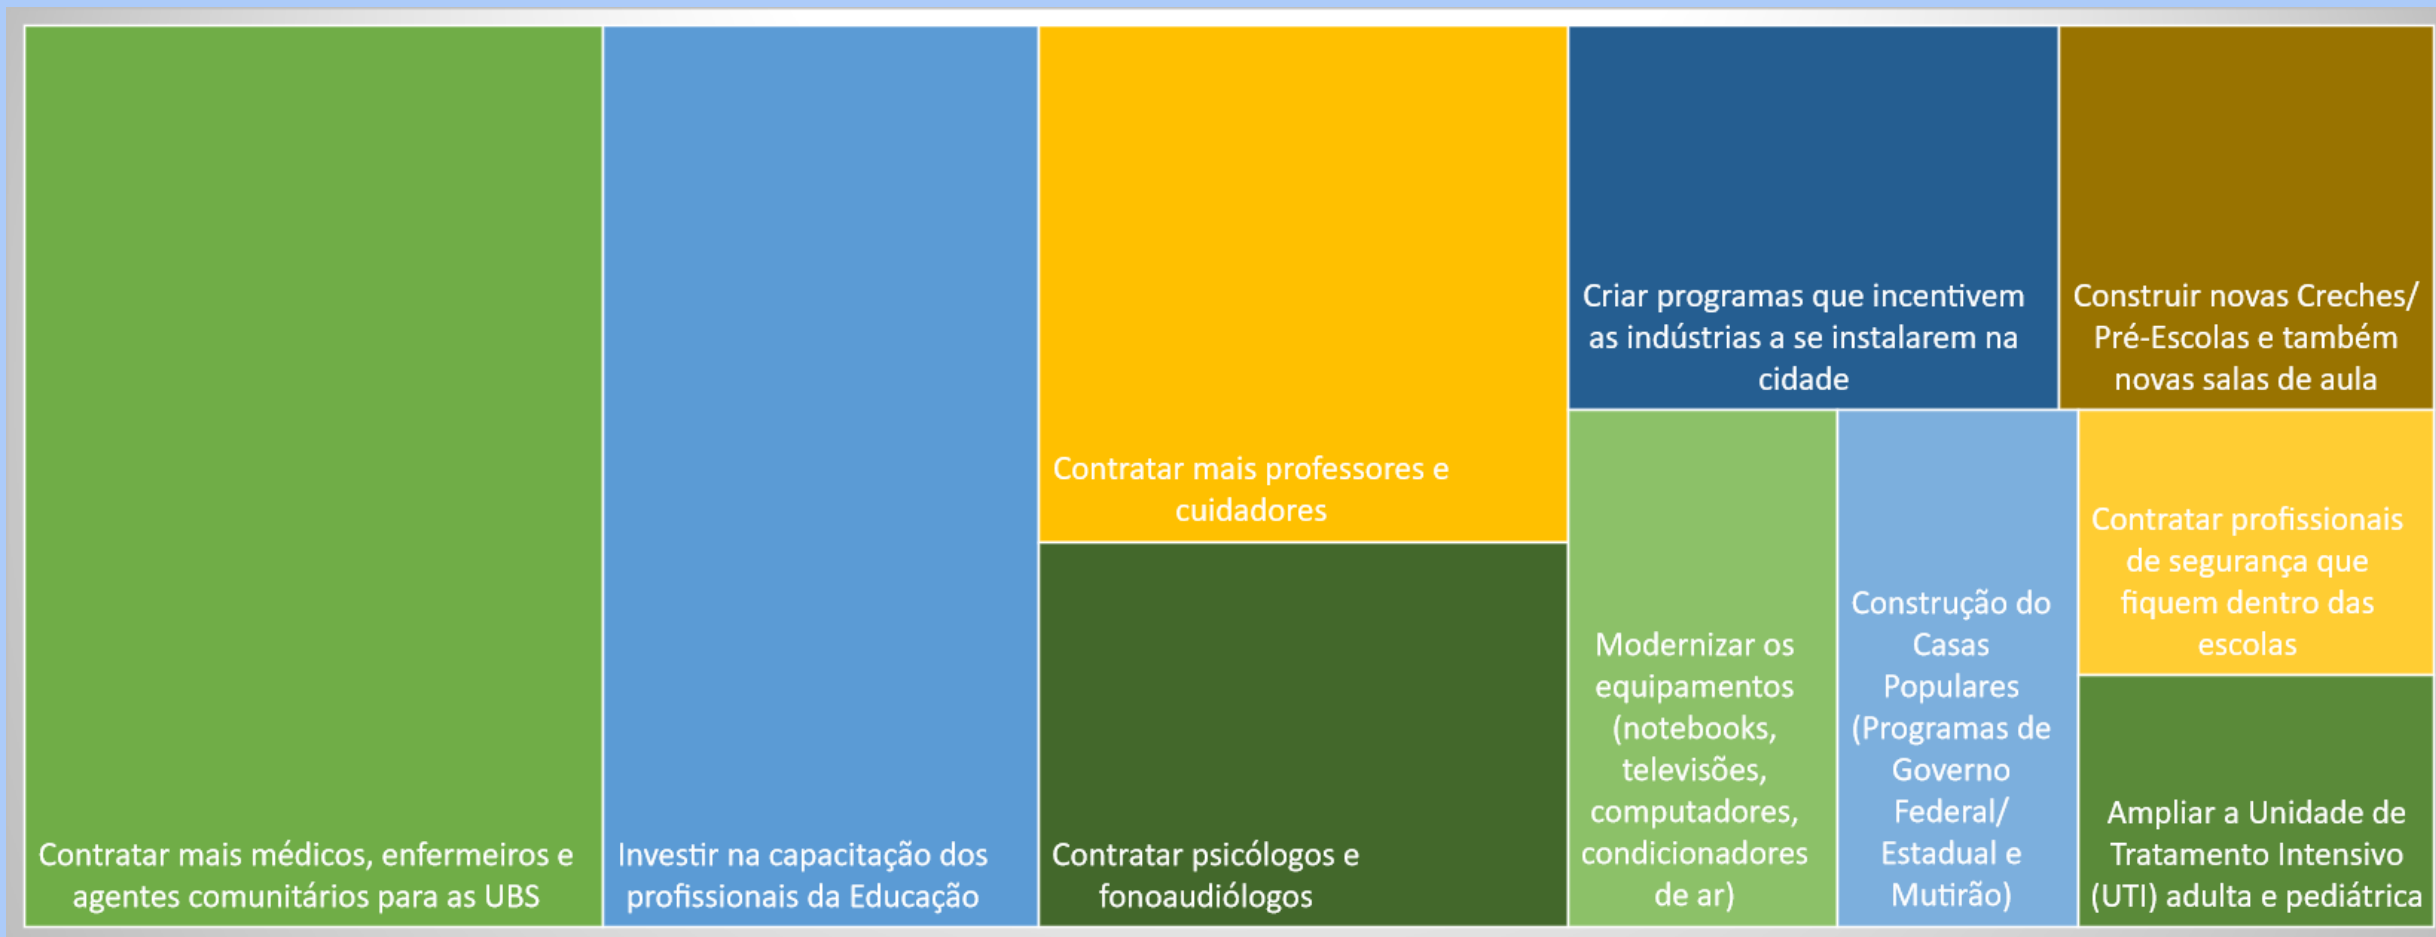 Contratar mais médicos, enfermeiros e
agentes comunitários para as UBS
Investir na capacitação dos
profissionais da Educação
Contratar mais professores e
cuidadores
Contratar psicólogos e
fonoaudiólogos
Criar programas que incentivem
as indústrias a se instalarem na
cidade
Construir novas Creches/
Pré-Escolas e também
novas salas de aula
Modernizar os
equipamentos
(notebooks,
televisões,
computadores,
condicionadores
de ar)
Construção do
Casas
Populares
(Programas de
Governo
Federal/
Estadual e
Mutirão)
Contratar profissionais
de segurança que
fiquem dentro das
escolas
Ampliar a Unidade de
Tratamento Intensivo
(UTI) adulta e pediátrica